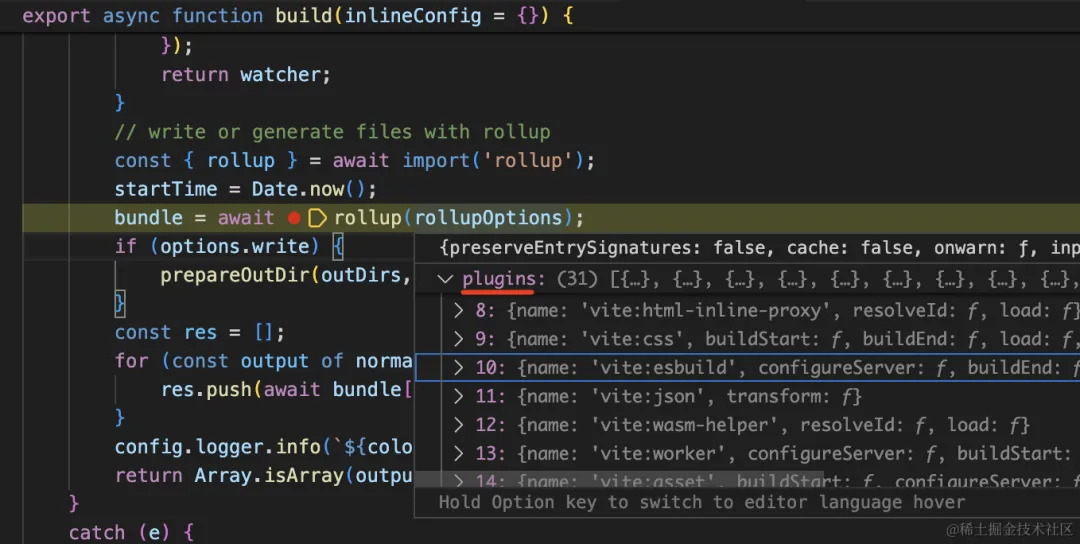 export async function build(inlineConfig = {}) {
});
return watcher;
}
// write or generate files with rollup
const { rollup } = await import('rollup');
startTime = Date.now();
bundle = await rollup(rollupOptions);
if (options.write) {
{preserveEntrySignatures: false, cache: false, onwarn: ƒ, inp
prepareOutDir(outDirs,
plugins: (31) [{…}, {…}, {…}, {…}, {…}, {…}, {…}, {…}, {…},
}
8: {name: 'vite:html-inline-proxy', resolveId: ƒ, load: ƒ}
const res = [];
9: {name: 'vite:css', buildStart: ƒ, buildEnd: ƒ, load: ƒ,
for (const output of norma
10: {name: 'vite:esbuild', configureServer: ƒ, buildEnd: ƒ
res.push(await bundle[
11: {name: 'vite:json', transform: ƒ}
}
12: {name: 'vite:wasm-helper', resolveId: ƒ, load: ƒ}
config.logger.info(`${colo
13: {name: 'vite:worker', configureServer: ƒ, buildStart:
return Array.isArray(outpu
14: {name: 'vite:asset', buildStart: ƒ, configureServer: ƒ
}
Hold Option key to switch to editor language hover
catch (e) {
@稀土掘金技术社区